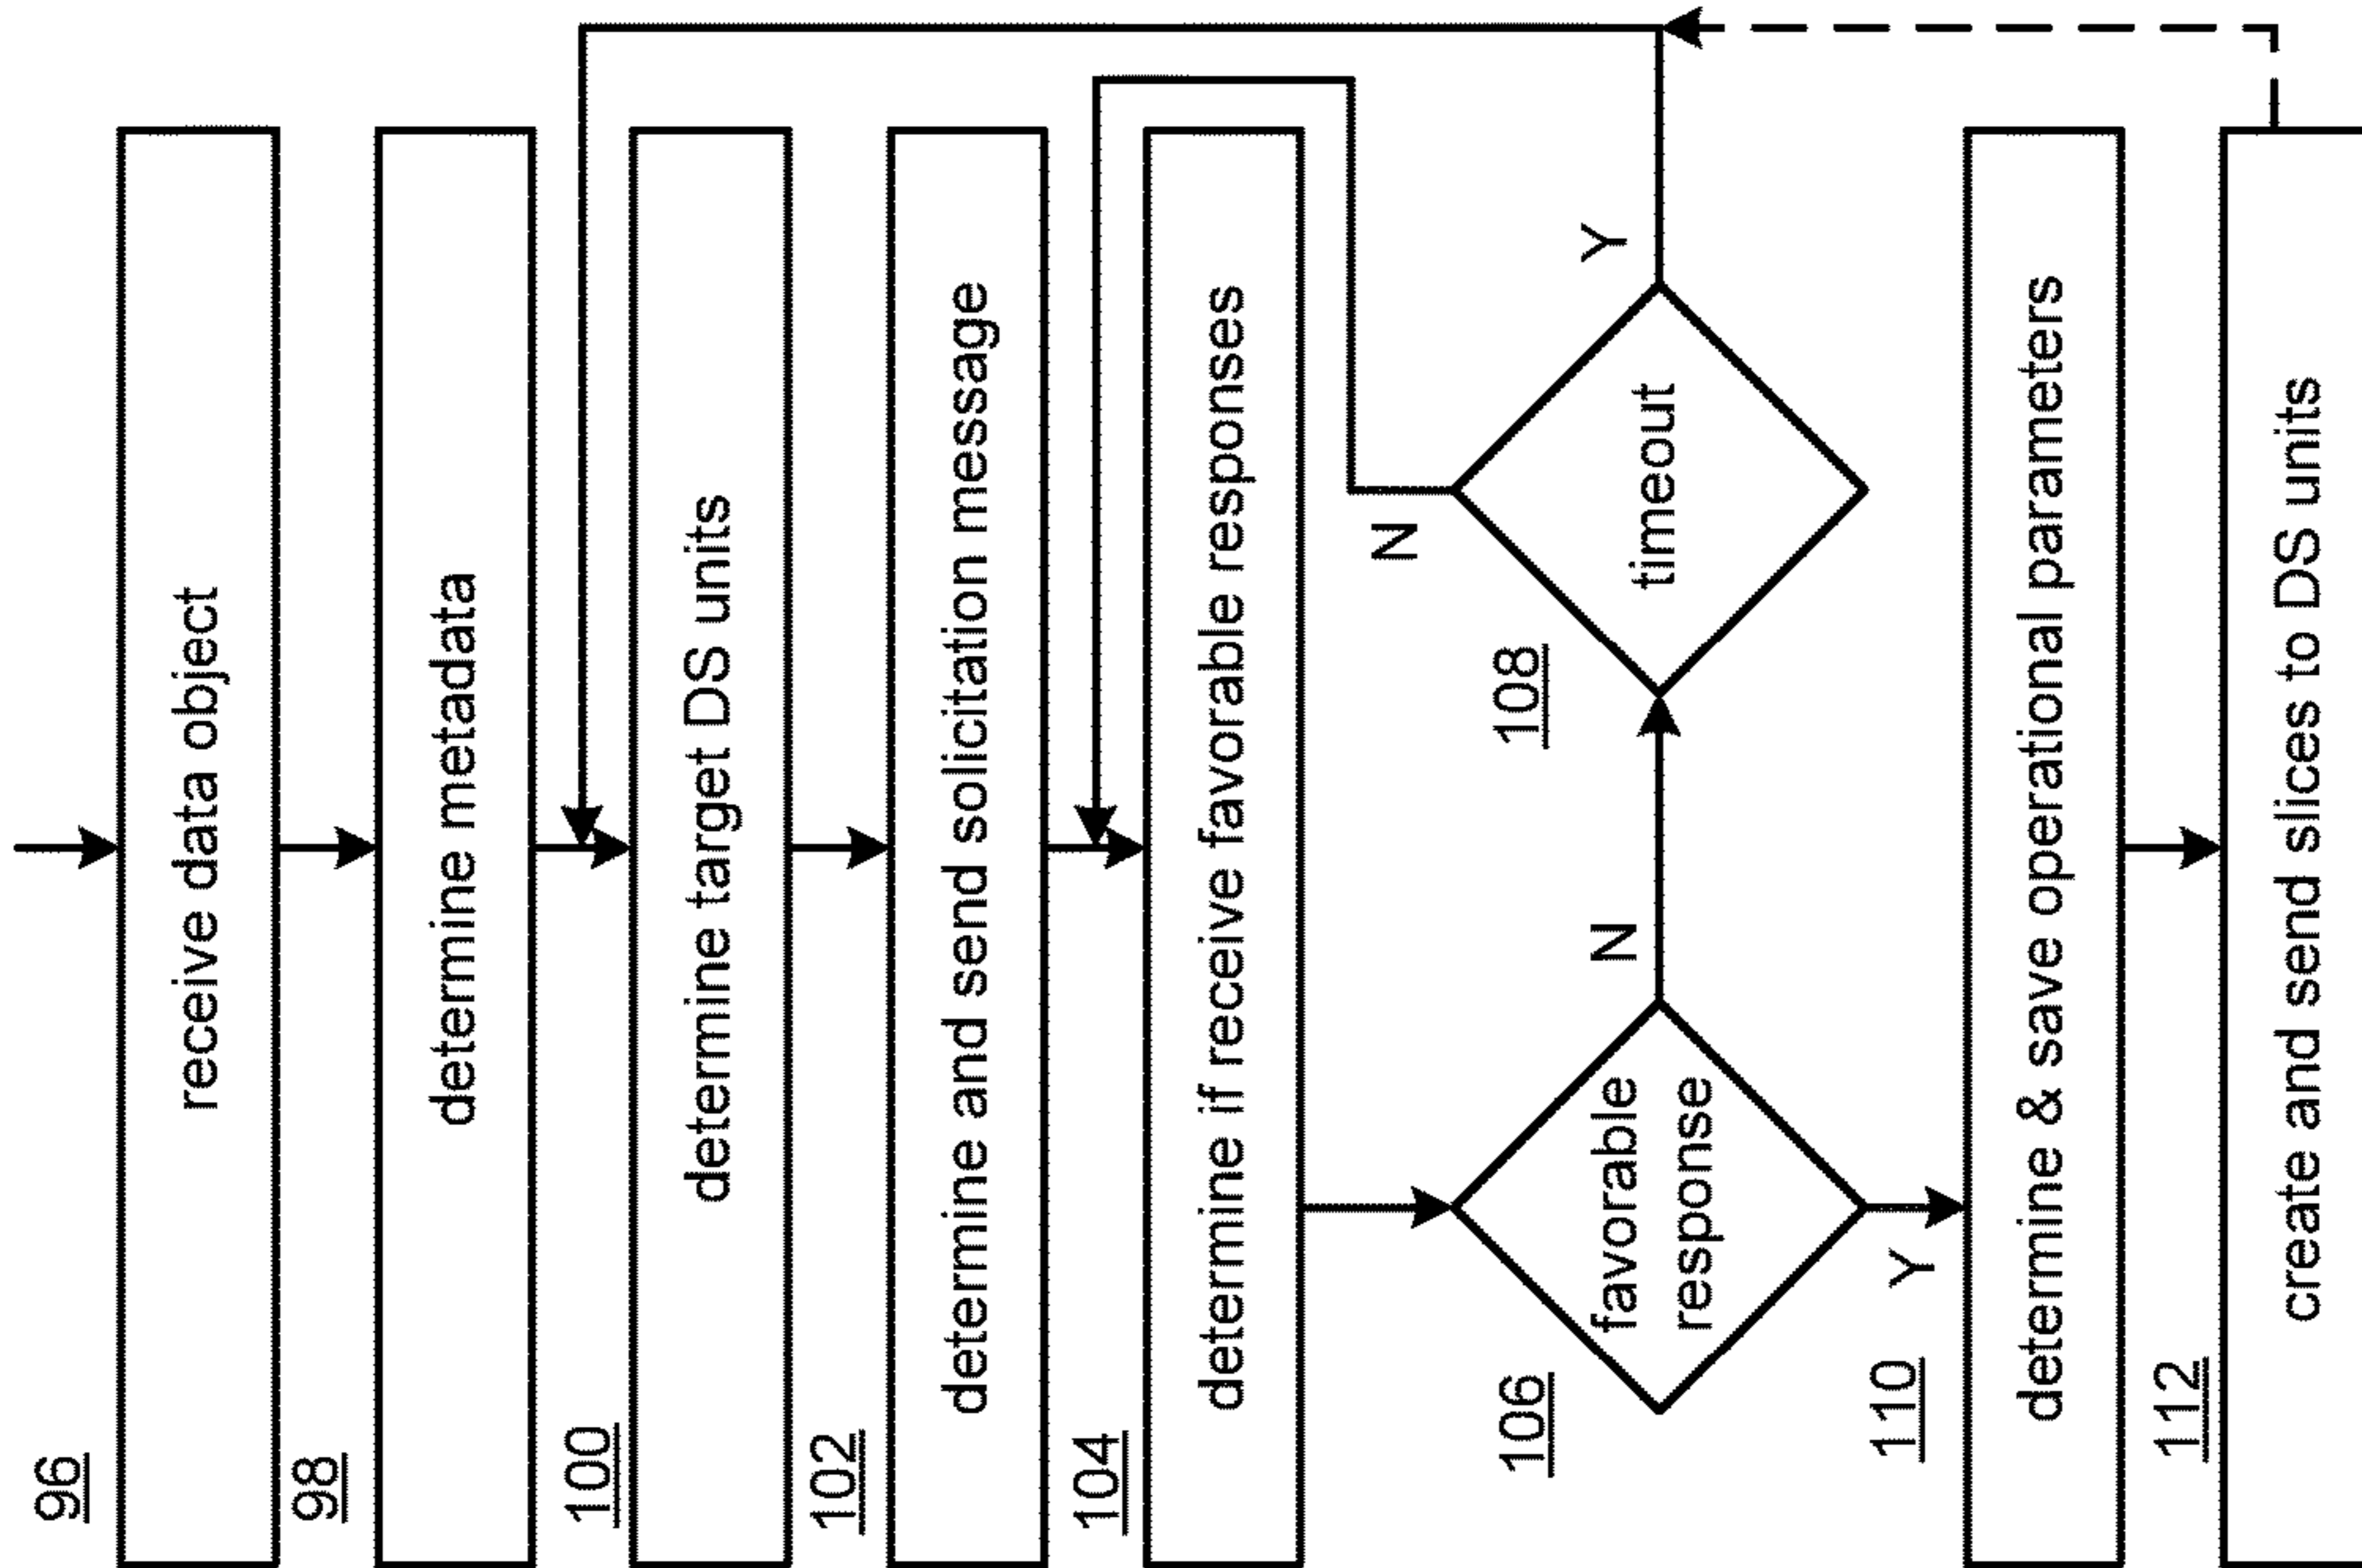 96
receive data object
98
determine metadata
100
determine target DS units
102
determine and send solicitation message
104
determine if receive favorable responses
106
favorable
response
N
108
timeout
N
Y
Y
110
determine & save operational parameters
112
create and send slices to DS units